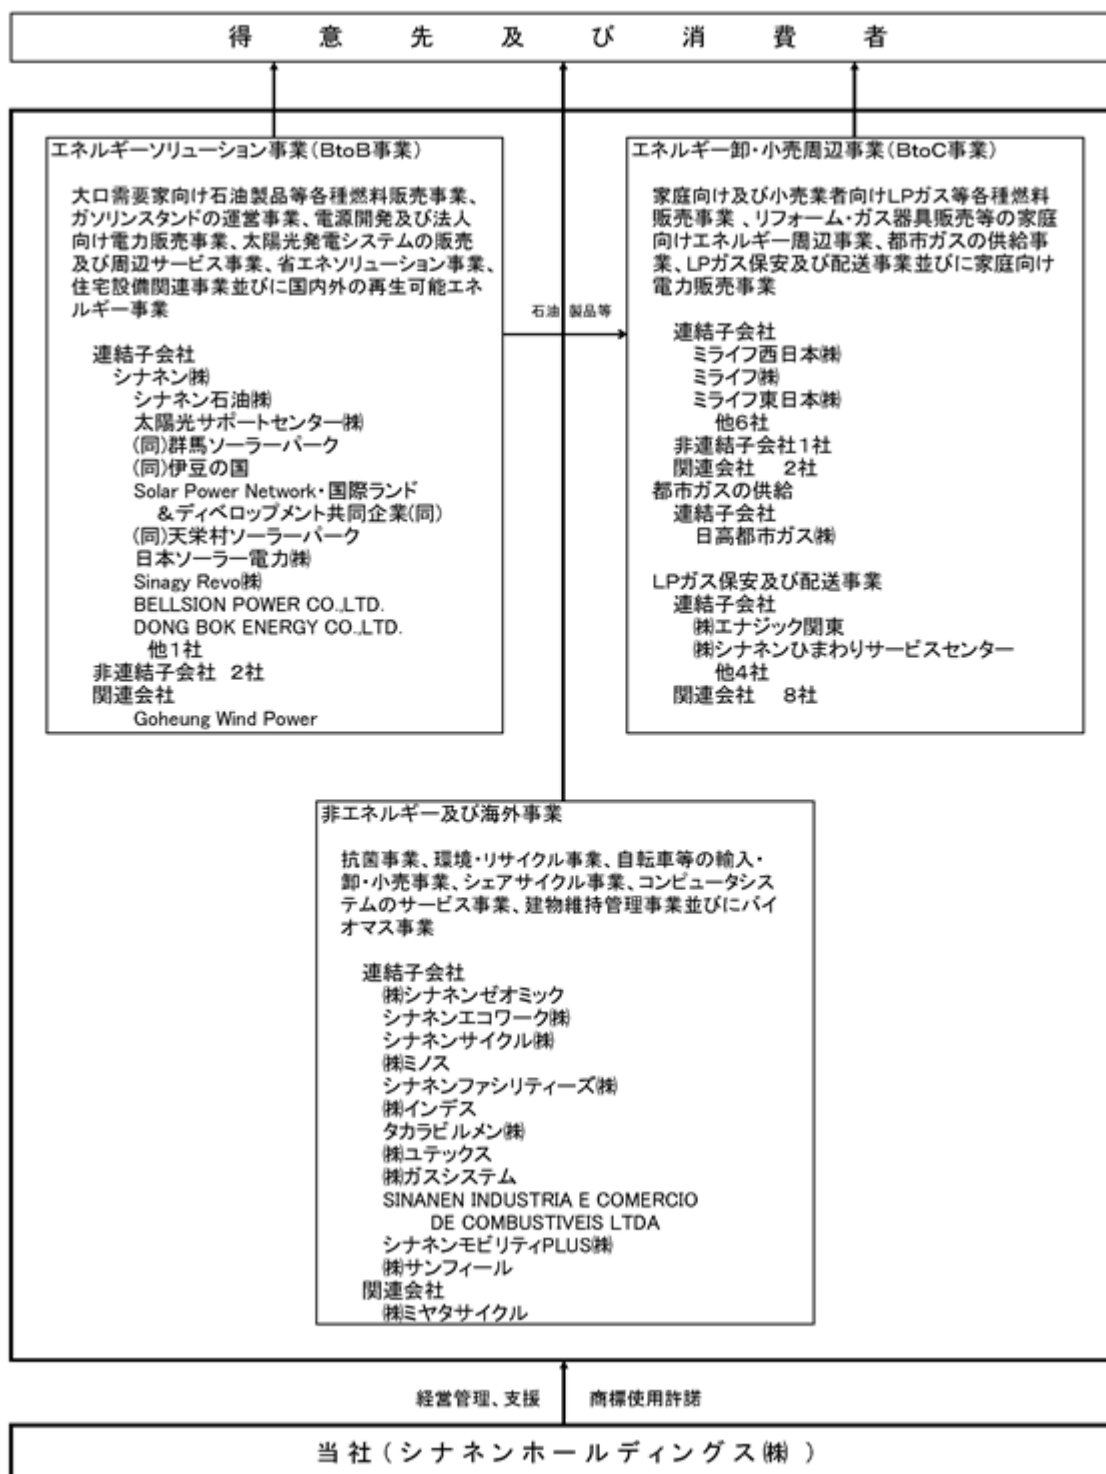 得意先及び消費者
エネルギーソリューション事業(BtoB事業)
大口需要家向け石油製品等各種燃料販売事業、
ガソリンスタンドの運営事業、電源開発及び法人
向け電力販売事業、太陽光発電システムの販売
及び周辺サービス事業、省エネソリューション事業、
住宅設備関連事業並びに国内外の再生可能エネ
ルギー事業
連結子会社
シナネン㈱
シナネン石油㈱
太陽光サポートセンター㈱
(同)群馬ソーラーパーク
(同)伊豆の国
Solar Power Network・国際ランド
&ディベロップメント共同企業(同)
(同)天栄村ソーラーパーク
日本ソーラー電力㈱
Sinagy Revo㈱
BELLSION POWER CO.,LTD.
DONG BOK ENERGY CO.,LTD.
他1社
非連結子会社 2社
関連会社
Goheung Wind Power
石油製品等
エネルギー卸・小売周辺事業(BtoC事業)
家庭向け及び小売業者向けLPガス等各種燃料
販売事業、リフォーム・ガス器具販売等の家庭
向けエネルギー周辺事業、都市ガスの供給事
業、LPガス保安及び配送事業並びに家庭向け
電力販売事業
連結子会社
ミライフ西日本㈱
ミライフ㈱
ミライフ東日本㈱
他6社
非連結子会社1社
関連会社 2社
都市ガスの供給
連結子会社
日高都市ガス㈱
LPガス保安及び配送事業
連結子会社
㈱エナジック関東
㈱シナネンひまわりサービスセンター
他4社
関連会社 8社
非エネルギー及び海外事業
抗菌事業、環境・リサイクル事業、自転車等の輸入・
卸・小売事業、シェアサイクル事業、コンピュータシス
テムのサービス事業、建物維持管理事業並びにバイ
オマス事業
連結子会社
㈱シナネンゼオミック
シナネンエコワーク㈱
シナネンサイクル㈱
㈱ミノス
シナネンファシリティーズ㈱
㈱インデス
タカラビルメン㈱
㈱ユテックス
㈱ガスシステム
SINANEN INDUSTRIA E COMERCIO
DE COMBUSTIVEIS LTDA
シナネンモビリティPLUS㈱
㈱サンフィール
関連会社
㈱ミヤタサイクル
経営管理、支援 商標使用許諾
当社(シナネンホールディングス㈱)